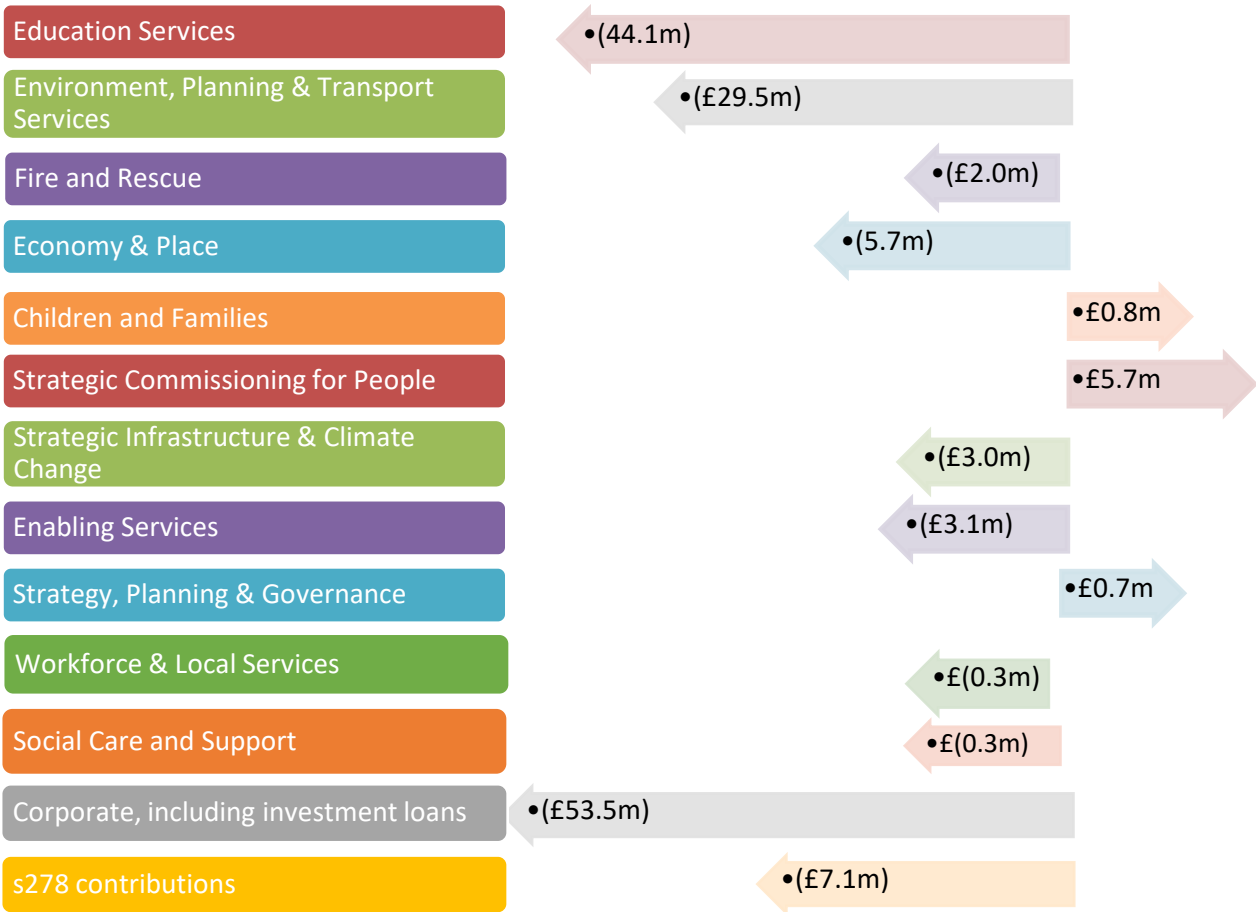 Education Services
•(44.1m)
Environment, Planning & Transport
Services
•(£29.5m)
Fire and Rescue
•(£2.0m)
Economy & Place
•(5.7m)
Children and Families
•£0.8m
Strategic Commissioning for People
•£5.7m
Strategic Infrastructure & Climate
Change
•(£3.0m)
Enabling Services
•(£3.1m)
Strategy, Planning & Governance
•£0.7m
Workforce & Local Services
•£(0.3m)
Social Care and Support
•£(0.3m)
Corporate, including investment loans
•(£53.5m)
s278 contributions
•(£7.1m)